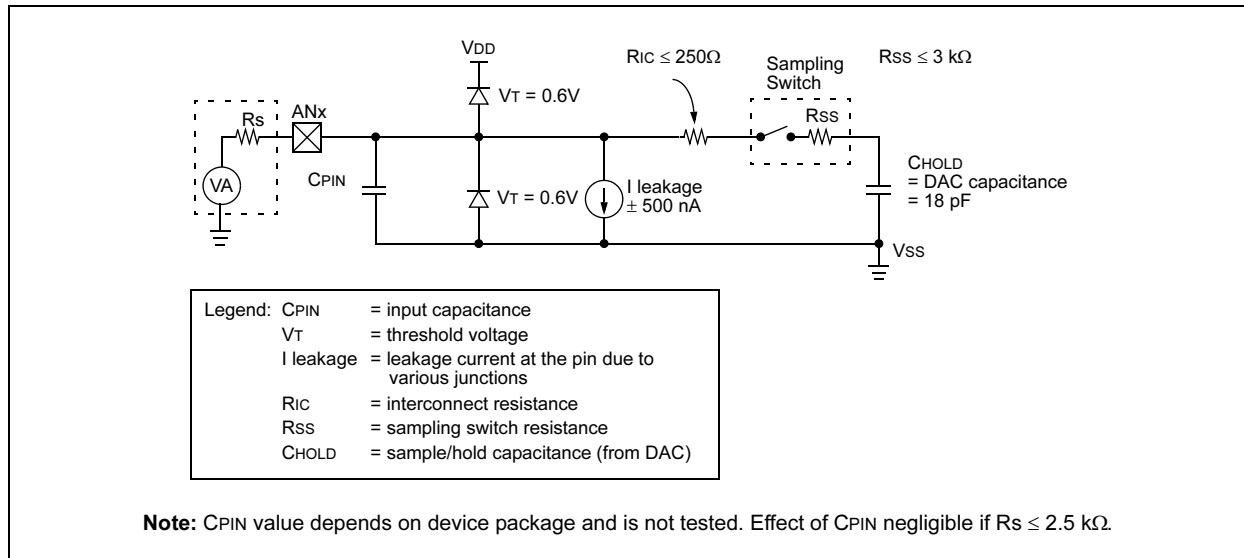 VDD
RIC ≤ 250Ω
Sampling
Switch
RSS ≤ 3 kΩ
VT = 0.6V
Rs
ANx
RSS
CPIN
VA
VT = 0.6V
I leakage
± 500 nA
CHOLD
= DAC capacitance
= 18 pF
VSS
Legend: CPIN = input capacitance
VT = threshold voltage
I leakage = leakage current at the pin due to
various junctions
RIC = interconnect resistance
RSS = sampling switch resistance
CHOLD = sample/hold capacitance (from DAC)
Note: CPIN value depends on device package and is not tested. Effect of CPIN negligible if Rs ≤ 2.5 kΩ.